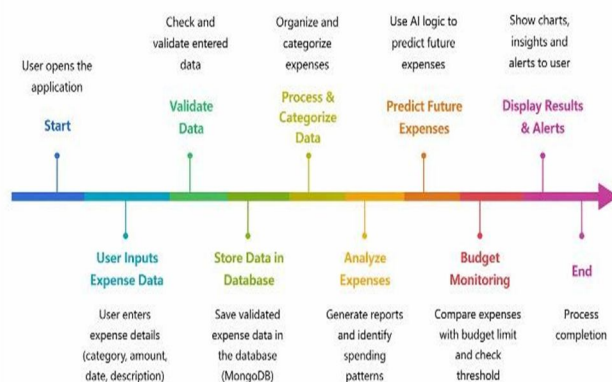 User opens the
application
Start
User Inputs
Expense Data
User enters
expense details
(category, amount,
date, description)
Check and
validate entered
data
Validate
Data
Store Data in
Database
Save validated
expense data in
the database
(MongoDB)
Organize and
categorize
expenses
Process &
Categorize
Data
Analyze
Expenses
Generate reports
and identify
spending
patterns
Use AI logic to
predict future
expenses
Predict Future
Expenses
Budget
Monitoring
Compare expenses
with budget limit
and check
threshold
Show charts,
insights and
alerts to user
Display Results
& Alerts
End
Process
completion